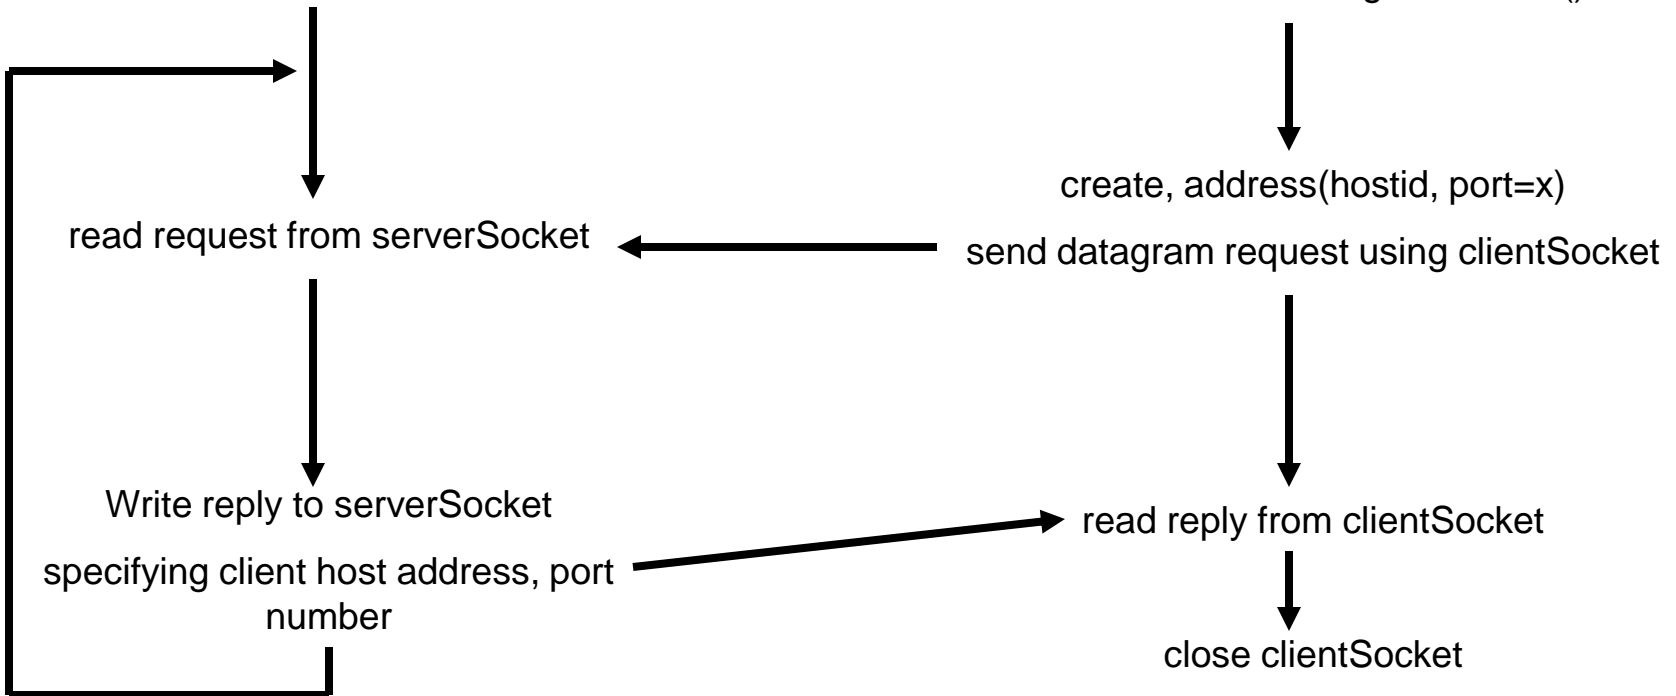 create, address(hostid, port=x)
read request from serverSocket
send datagram request using clientSocket
Write reply to serverSocket
specifying client host address, port
number
read reply from clientSocket
close clientSocket